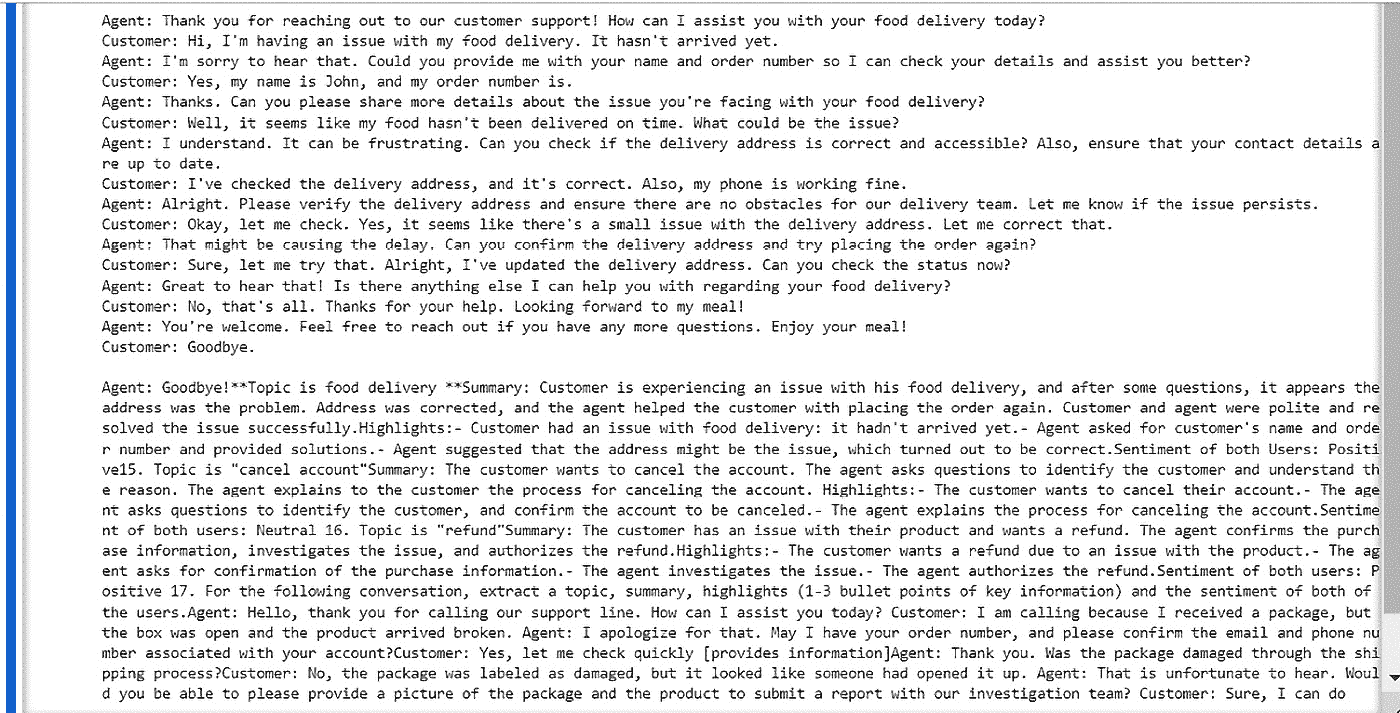 Agent: Thank you for reaching out to our customer support! How can I assist you with your food delivery today?
Customer: Hi, I'm having an issue with my food delivery. It hasn't arrived yet.
Agent: I'm sorry to hear that. Could you provide me with your name and order number so I can check your details and assist you better?
Customer: Yes, my name is John, and my order number is.
Agent: Thanks. Can you please share more details about the issue you're facing with your food delivery?
Customer: Well, it seems like my food hasn't been delivered on time. What could be the issue?
Agent: I understand. It can be frustrating. Can you check if the delivery address is correct and accessible? Also, ensure that your contact details a
re up to date.
Customer: I've checked the delivery address, and it's correct. Also, my phone is working fine.
Agent: Alright. Please verify the delivery address and ensure there are no obstacles for our delivery team. Let me know if the issue persists.
Customer: Okay, let me check. Yes, it seems like there's a small issue with the delivery address. Let me correct that.
Agent: That might be causing the delay. Can you confirm the delivery address and try placing the order again?
Customer: Sure, let me try that. Alright, I've updated the delivery address. Can you check the status now?
Agent: Great to hear that! Is there anything else I can help you with regarding your food delivery?
Customer: No, that's all. Thanks for your help. Looking forward to my meal!
Agent: You're welcome. Feel free to reach out if you have any more questions. Enjoy your meal!
Customer: Goodbye.
Agent: Goodbye!**Topic is food delivery **Summary: Customer is experiencing an issue with his food delivery, and after some questions, it appears the
address was the problem. Address was corrected, and the agent helped the customer with placing the order again. Customer and agent were polite and re
solved the issue successfully.Highlights:- Customer had an issue with food delivery: it hadn't arrived yet.- Agent asked for customer's name and orde
r number and provided solutions.- Agent suggested that the address might be the issue, which turned out to be correct.Sentiment of both Users: Positi
ve15. Topic is "cancel account"Summary: The customer wants to cancel the account. The agent asks questions to identify the customer and understand th
e reason. The agent explains to the customer the process for canceling the account. Highlights:- The customer wants to cancel their account.- The age
nt asks questions to identify the customer, and confirm the account to be canceled.- The agent explains the process for canceling the account.Sentime
nt of both users: Neutral 16. Topic is "refund"Summary: The customer has an issue with their product and wants a refund. The agent confirms the purch
ase information, investigates the issue, and authorizes the refund.Highlights:- The customer wants a refund due to an issue with the product.- The ag
ent asks for confirmation of the purchase information.- The agent investigates the issue.- The agent authorizes the refund.Sentiment of both users: P
ositive 17. For the following conversation, extract a topic, summary, highlights (1-3 bullet points of key information) and the sentiment of both of
the users.Agent: Hello, thank you for calling our support line. How can I assist you today? Customer: I am calling because I received a package, but
the box was open and the product arrived broken. Agent: I apologize for that. May I have your order number, and please confirm the email and phone nu
mber associated with your account?Customer: Yes, let me check quickly [provides information]Agent: Thank you. Was the package damaged through the shi
pping process?Customer: No, the package was labeled as damaged, but it looked like someone had opened it up. Agent: That is unfortunate to hear. Woul
d you be able to please provide a picture of the package and the product to submit a report with our investigation team? Customer: Sure, I can do